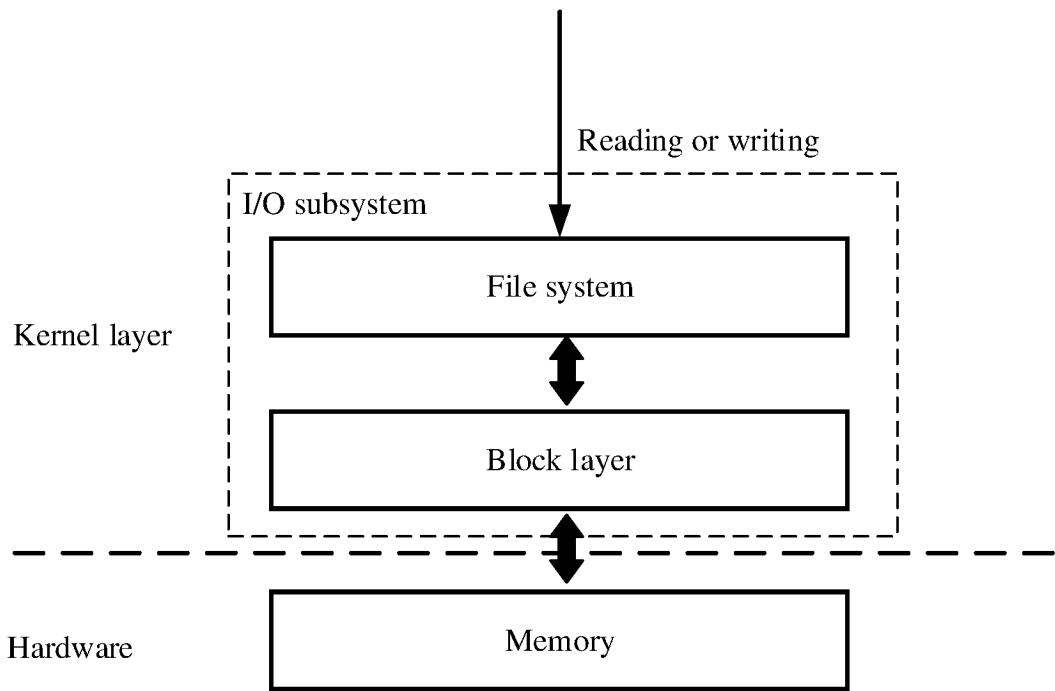 Reading or writing
I/O subsystem
File system
Kernel layer
Block layer
Memory
Hardware